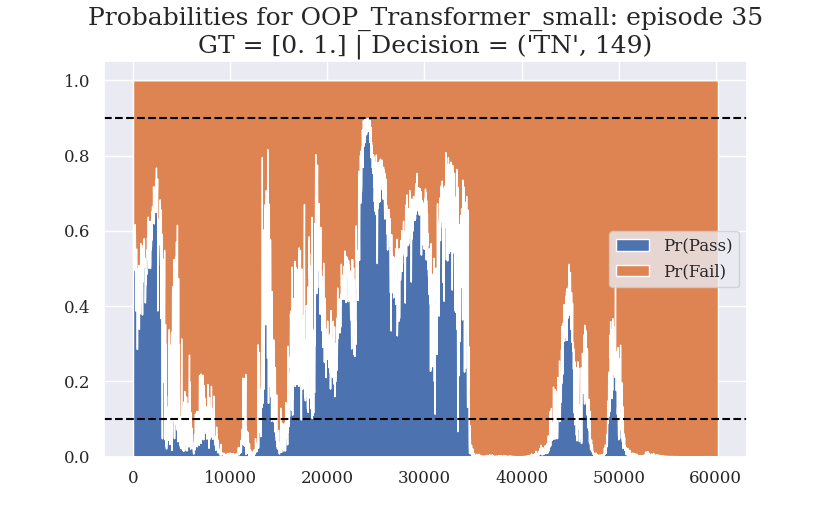 Probabilities for OOP_Transformer_small: episode 35
GT = [0. 1.] | Decision = ('TN', 149)
1.0
0.8
0.6
0.4
0.2
0.0
Pr(Pass)
Pr(Fail)
0 10000 20000 30000 40000 50000 60000